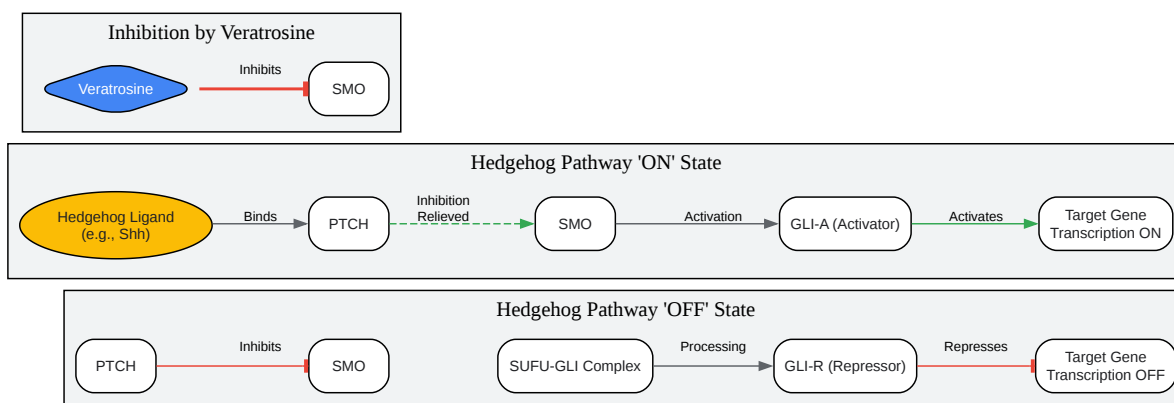 Inhibition by Veratrosine
Veratrosine
Inhibits
SMO
Hedgehog Pathway 'ON' State
Hedgehog Ligand
(e.g., Shh)
Binds
PTCH
Inhibition
Relieved
SMO
Activation
GLI-A (Activator)
Activates
Target Gene
Transcription ON
Hedgehog Pathway 'OFF' State
PTCH
Inhibits
SMO
SUFU-GLI Complex
Processing
GLI-R (Repressor)
Represses
Target Gene
Transcription OFF